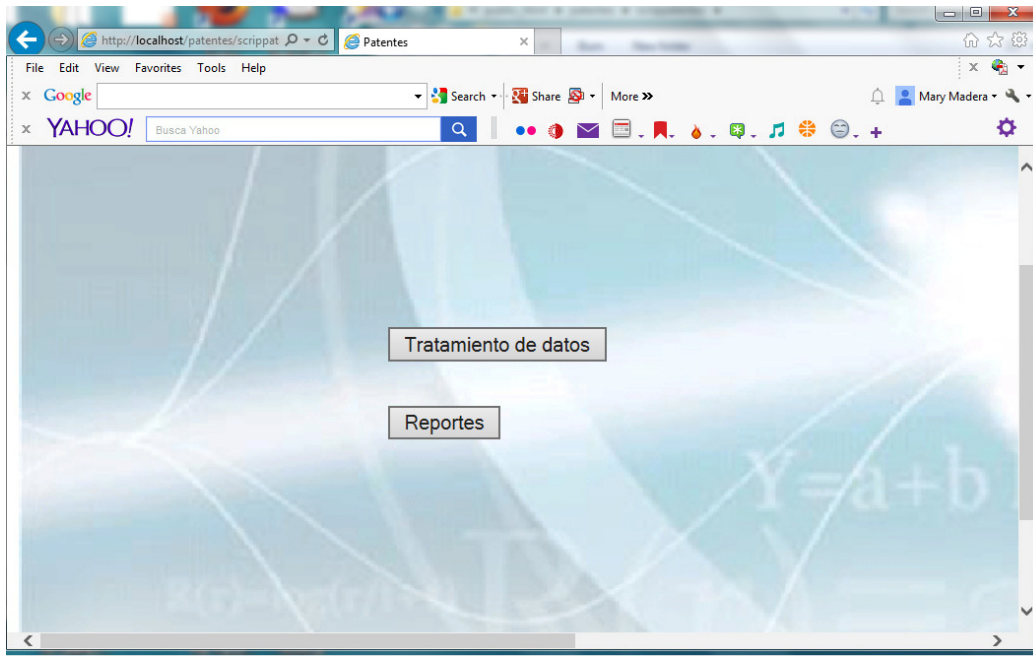 http://localhost/patentes/scrippat
Patentes
File Edit View Favorites Tools Help
x Google Search Share More » Mary Madera
x YAHOO! Busca Yahoo
Tratamiento de datos
Reportes
Y=a+b